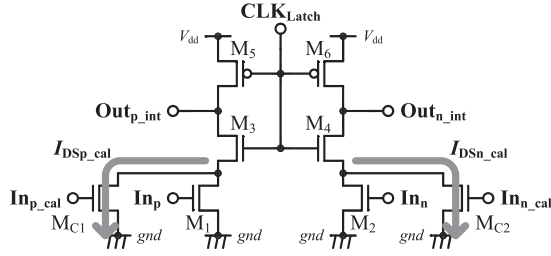 CLKLatch
Vdd
Vdd
M5
M6
Outp_int
Outn_int
M3
M4
IDSp_cal
IDSn_cal
Inp_cal
Inp
Inn
Inn_cal
MC1
M1
M2
MC2
gnd
gnd
gnd
gnd